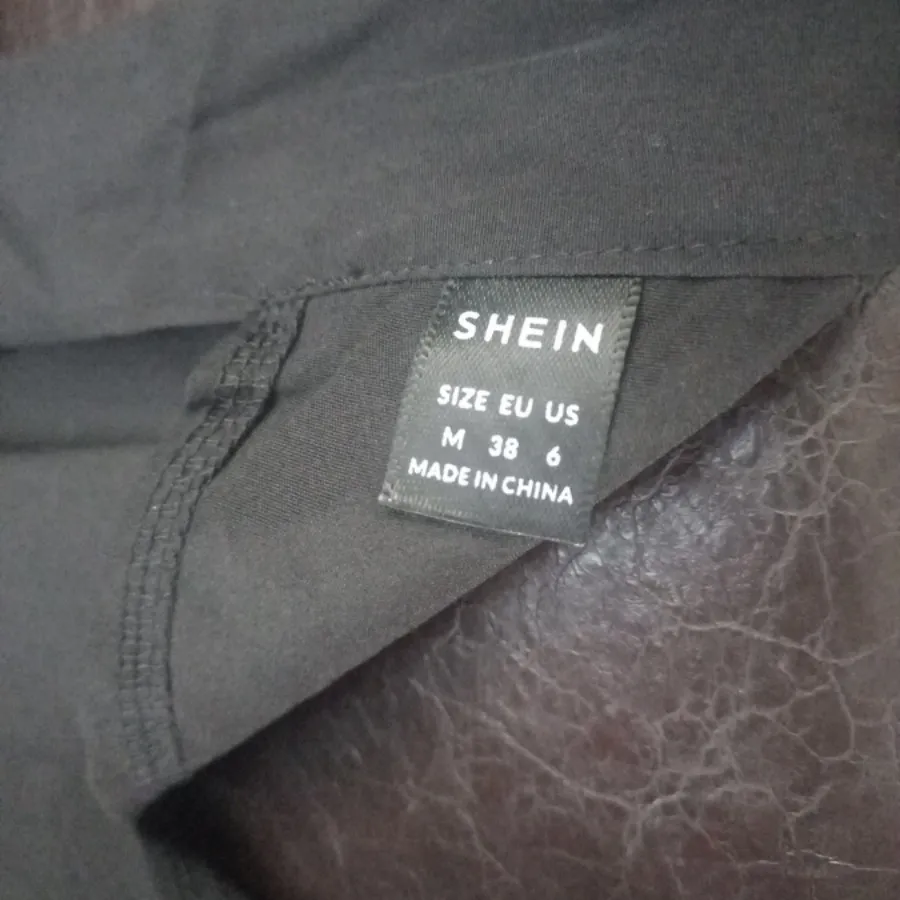 SHEIN
SIZE EU US
M 38 6
MADE IN CHINA